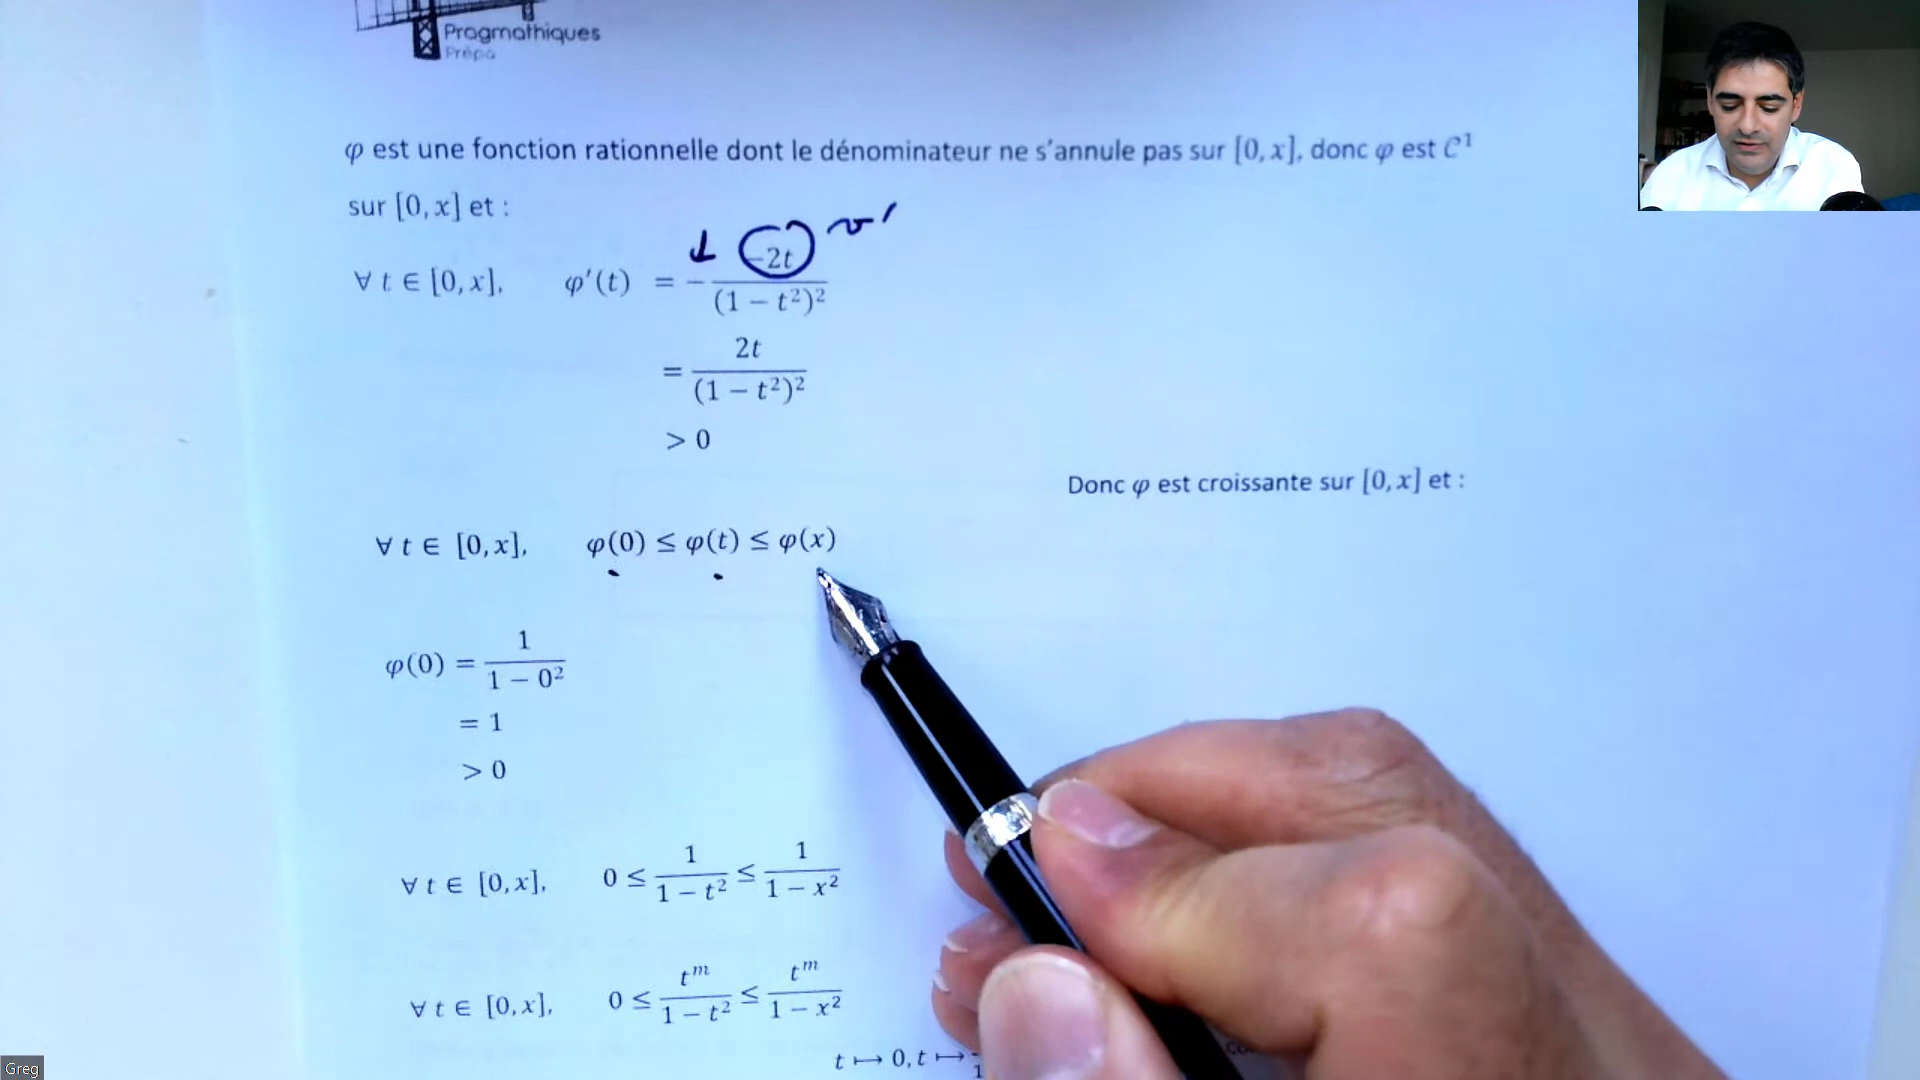 Pragmathiques
Prépa
φ est une fonction rationnelle dont le dénominateur ne s'annule pas sur [0, x], donc φ est C¹
sur [0, x] et :
↓ v'
∀ t ∈ [0, x], φ'(t) = − −2t / (1 − t²)²
= 2t / (1 − t²)²
> 0
Donc φ est croissante sur [0, x] et :
∀ t ∈ [0, x], φ(0) ≤ φ(t) ≤ φ(x)
φ(0) = 1 / (1 − 0²)
= 1
> 0
∀ t ∈ [0, x], 0 ≤ 1 / (1 − t²) ≤ 1 / (1 − x²)
∀ t ∈ [0, x], 0 ≤ tᵐ / (1 − t²) ≤ tᵐ / (1 − x²)
t ⟼ 0, t ⟼
Greg